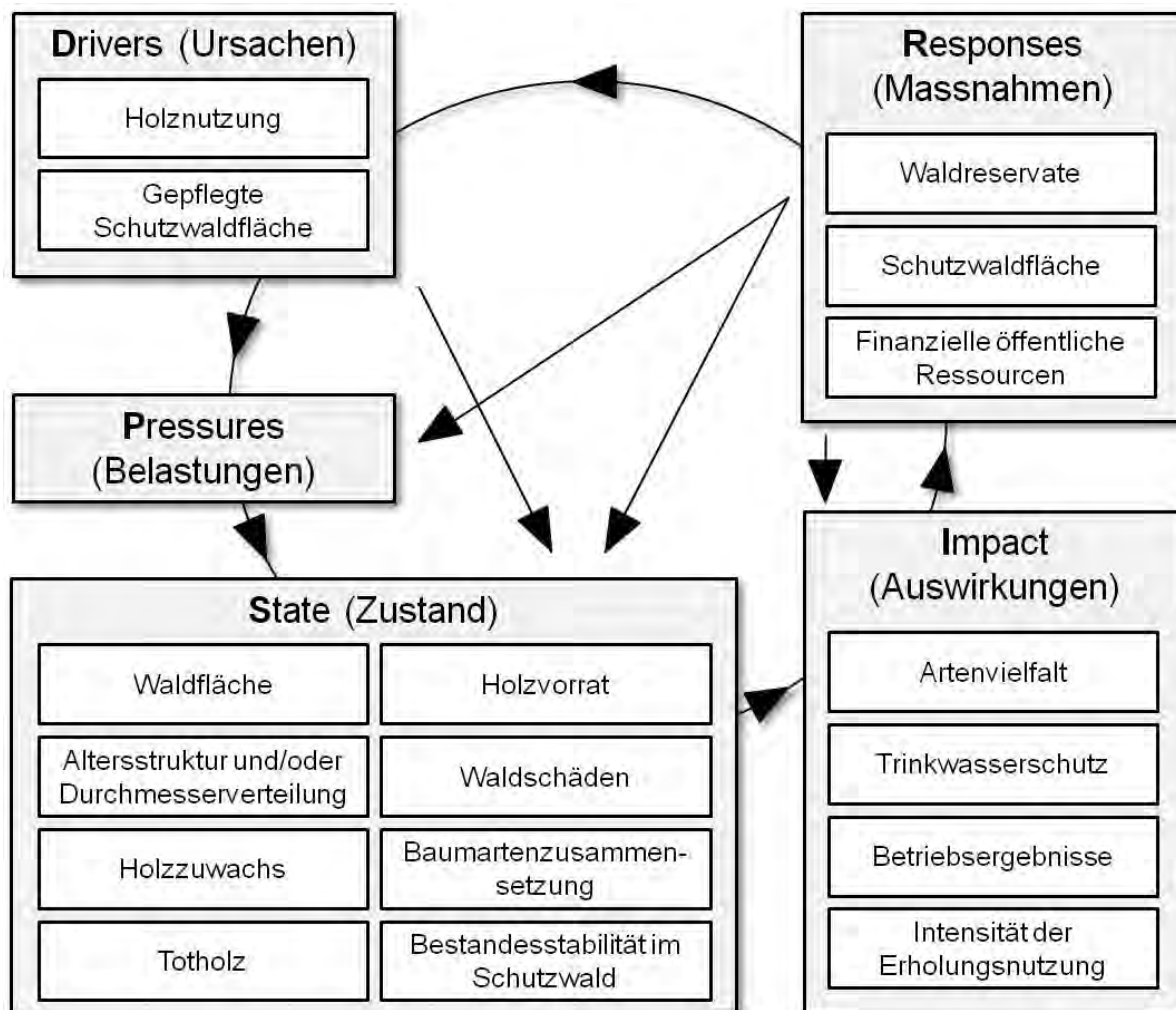 Drivers (Ursachen)
Holznutzung
Gepflegte
Schutzwaldfläche
Responses
(Massnahmen)
Waldreservate
Schutzwaldfläche
Finanzielle öffentliche
Ressourcen
Pressures
(Belastungen)
State (Zustand)
Waldfläche
Holzvorrat
Altersstruktur und/oder
Durchmesserverteilung
Waldschäden
Holzzuwachs
Baumartenzusammen-
setzung
Totholz
Bestandesstabilität im
Schutzwald
Impact
(Auswirkungen)
Artenvielfalt
Trinkwasserschutz
Betriebsergebnisse
Intensität der
Erholungsnutzung